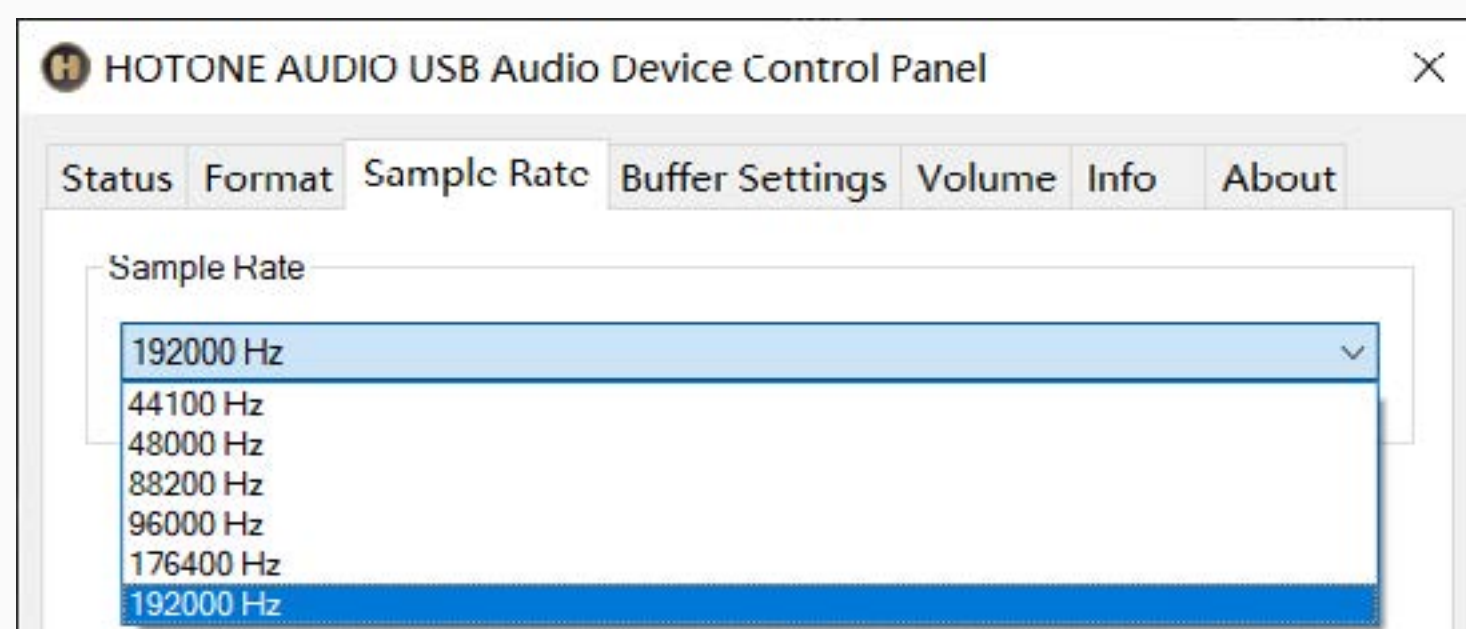 HOTONE AUDIO USB Audio Device Control Panel
Status Format Sample Rate Buffer Settings Volume Info About
Sample Rate
192000 Hz
44100 Hz
48000 Hz
88200 Hz
96000 Hz
176400 Hz
192000 Hz